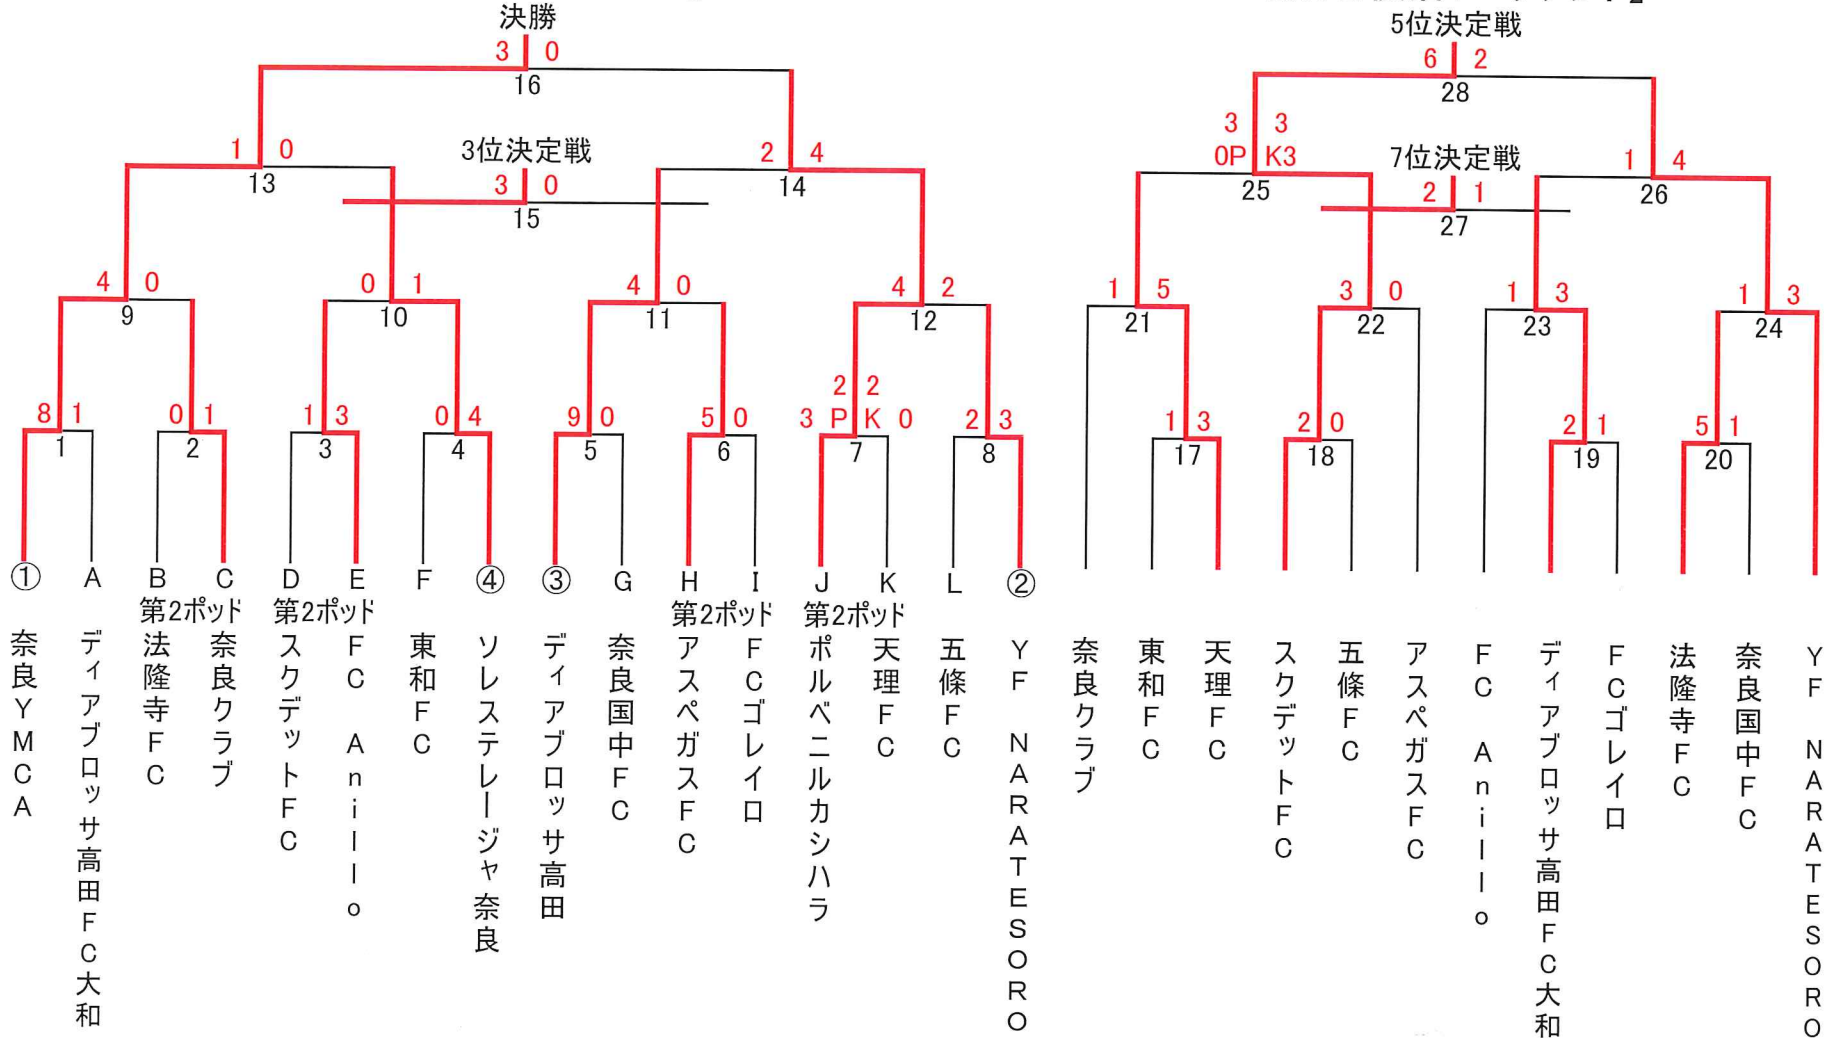 決勝
5位決定戦
3 0
6 2
16
28
3 3
1 0
3位決定戦
2 4
0P K3
7位決定戦
1 4
13
3 0
14
25
2 1
26
15
27
4 0
0 1
4 0
4 2
1 5
3 0
1 3
1 3
9
10
11
12
21
22
23
24
2 2
8 1
0 1
1 3
0 4
9 0
5 0
3 P K 0
2 3
1 3
2 0
2 1
5 1
1
2
3
4
5
6
7
8
17
18
19
20
① A B C D E F ④ ③ G H I J K L ②
第2ポッド
第2ポッド
第2ポッド
第2ポッド
奈良YMCA
ディアブロッサ高田FC大和
法隆寺FC
奈良クラブ
スクデットFC
FC Anillo
東和FC
ソレステレージャ奈良
ディアブロッサ高田
奈良国中FC
アスペガスFC
FCゴレイロ
ポルベニルカシハラ
天理FC
五條FC
YF NARATESORO
奈良クラブ
東和FC
天理FC
スクデットFC
五條FC
アスペガスFC
FC Anillo
ディアブロッサ高田FC大和
FCゴレイロ
法隆寺FC
奈良国中FC
YF NARATESORO